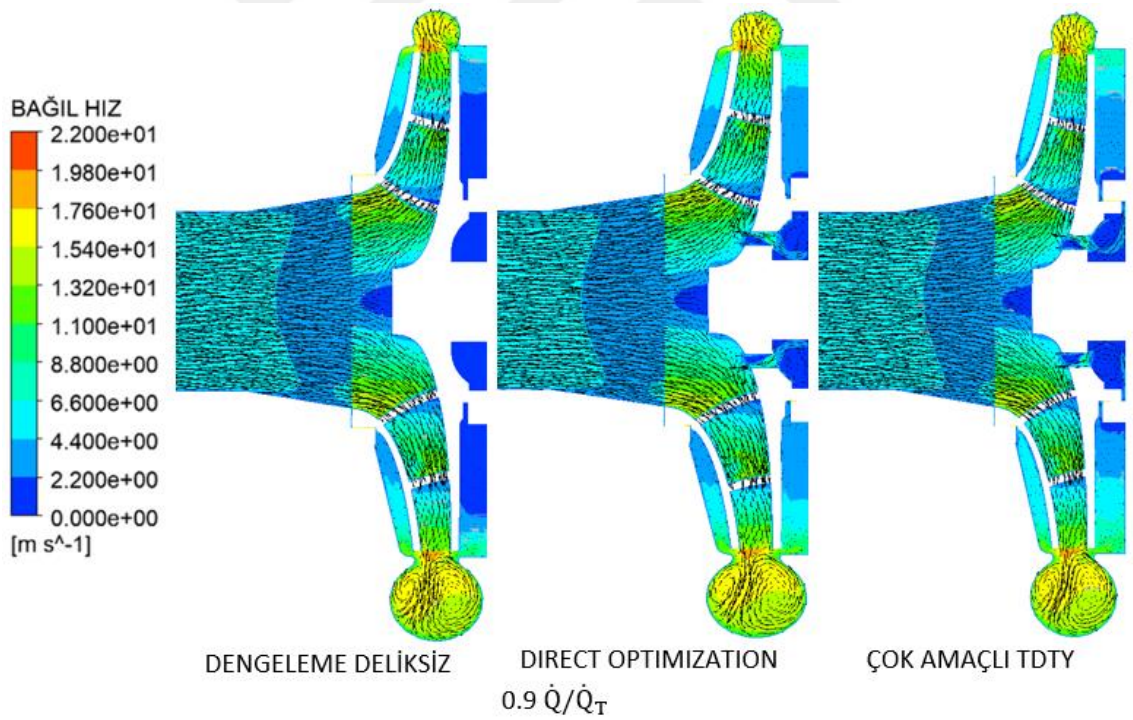 BAĞIL HIZ
2.200e+01
1.980e+01
1.760e+01
1.540e+01
1.320e+01
1.100e+01
8.800e+00
6.600e+00
4.400e+00
2.200e+00
0.000e+00
[m s^-1]
DENGELEME DELİKSİZ
DIRECT OPTIMIZATION
ÇOK AMAÇLI TDTY
0.9 Q̇/Q̇_T